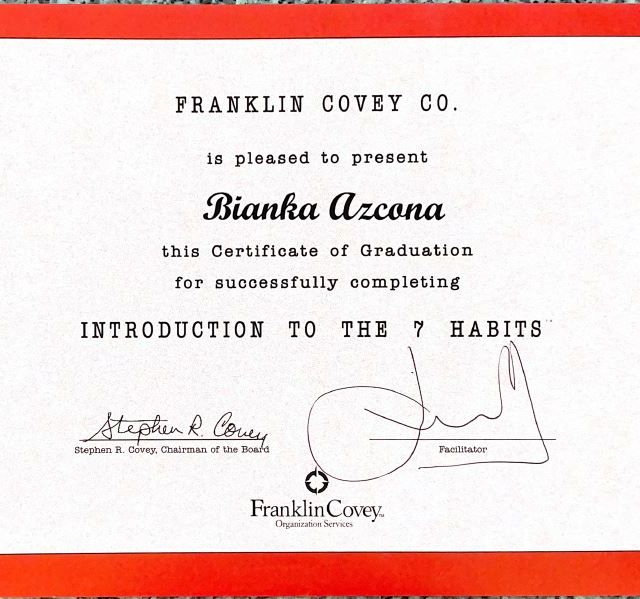 FRANKLIN COVEY CO.
is pleased to present
Bianka Azcona
this Certificate of Graduation
for successfully completing
INTRODUCTION TO THE 7 HABITS
Stephen R. Covey
Stephen R. Covey, Chairman of the Board
Facilitator
FranklinCovey™
Organization Services